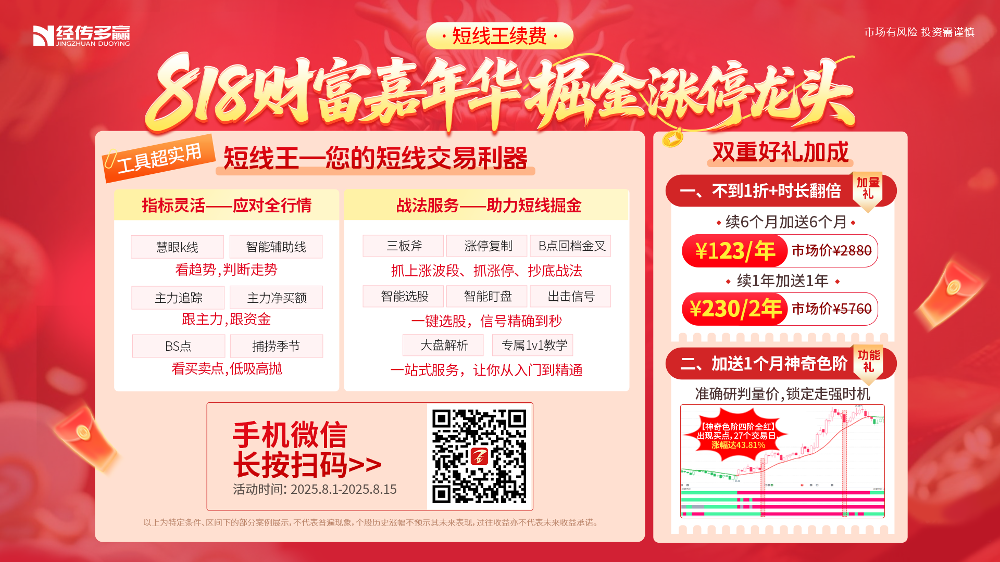 经传多赢
JINGZHUAN DUOYING
·短线王续费·
市场有风险 投资需谨慎
818财富嘉年华 掘金涨停龙头
工具超实用
短线王—您的短线交易利器
指标灵活——应对全行情
慧眼k线
智能辅助线
看趋势,判断走势
主力追踪
主力净买额
跟主力,跟资金
BS点
捕捞季节
看买卖点,低吸高抛
战法服务——助力短线掘金
三板斧
涨停复制
B点回档金叉
抓上涨波段、抓涨停、抄底战法
智能选股
智能盯盘
出击信号
一键选股，信号精确到秒
大盘解析
专属1v1教学
一站式服务，让你从入门到精通
手机微信
长按扫码>>
活动时间: 2025.8.1-2025.8.15
以上为特定条件、区间下的部分案例展示,不代表普遍现象,个股历史涨幅不预示其未来表现,过往收益亦不代表未来收益承诺。
双重好礼加成
一、不到1折+时长翻倍
加量
礼
·续6个月加送6个月·
¥123/年
市场价¥2880
·续1年加送1年·
¥230/2年
市场价¥5760
二、加送1个月神奇色阶
功能
礼
准确研判量价,锁定走强时机
【神奇色阶四阶全红】
出现买点,27个交易日,
涨幅达43.81%